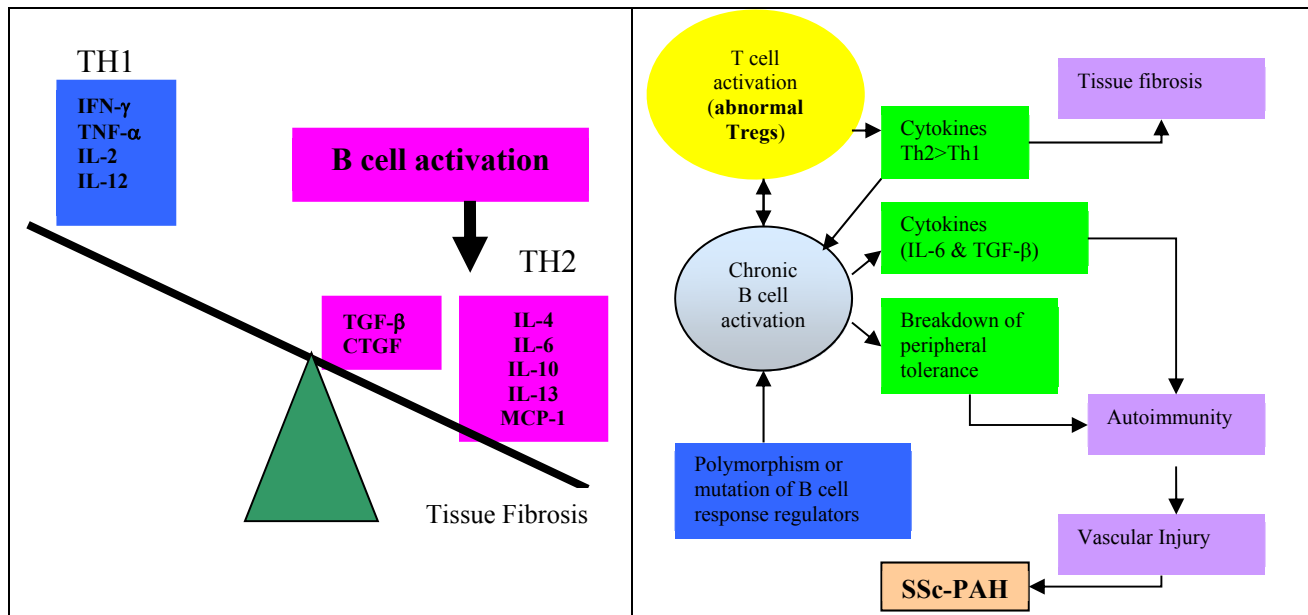 TH1
IFN-γ
TNF-α
IL-2
IL-12
B cell activation
TH2
TGF-β
CTGF
IL-4
IL-6
IL-10
IL-13
MCP-1
Tissue Fibrosis
T cell
activation
(abnormal
Tregs)
Cytokines
Th2>Th1
Tissue fibrosis
Chronic
B cell
activation
Cytokines
(IL-6 & TGF-β)
Breakdown of
peripheral
tolerance
Autoimmunity
Polymorphism or
mutation of B cell
response regulators
Vascular Injury
SSc-PAH